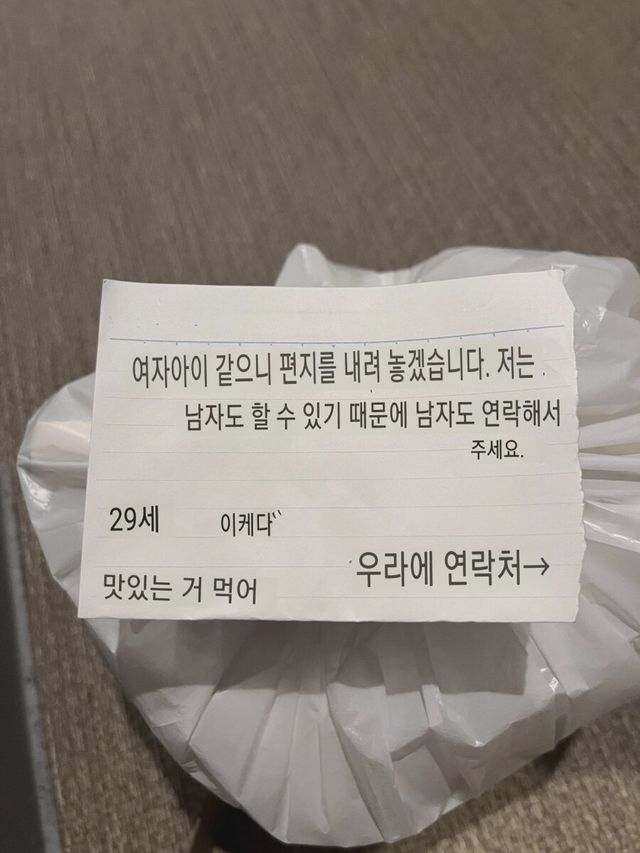 여자아이 같으니 편지를 내려 놓겠습니다. 저는
남자도 할 수 있기 때문에 남자도 연락해서
주세요.
29세 이케다
맛있는 거 먹어 우라에 연락처→